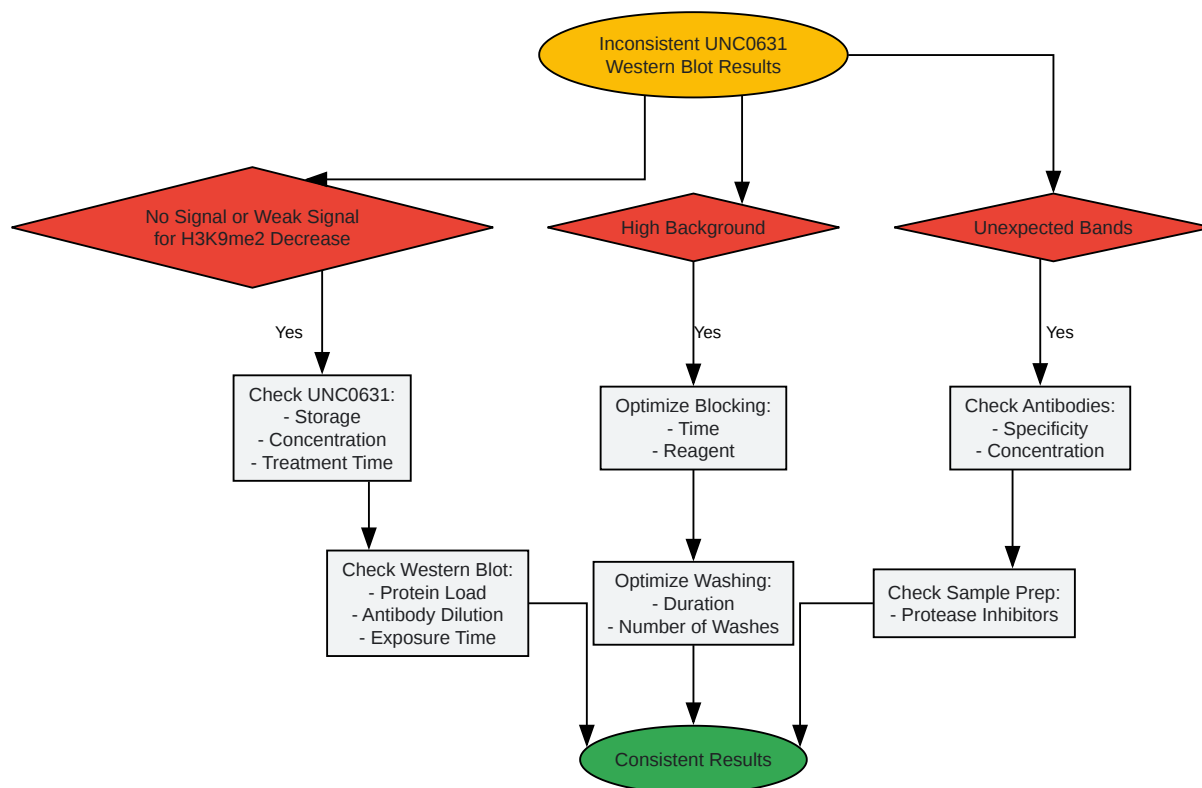 Inconsistent UNC0631
Western Blot Results
No Signal or Weak Signal
for H3K9me2 Decrease
High Background
Unexpected Bands
Yes
Yes
Yes
Check UNC0631:
- Storage
- Concentration
- Treatment Time
Optimize Blocking:
- Time
- Reagent
Check Antibodies:
- Specificity
- Concentration
Check Western Blot:
- Protein Load
- Antibody Dilution
- Exposure Time
Optimize Washing:
- Duration
- Number of Washes
Check Sample Prep:
- Protease Inhibitors
Consistent Results